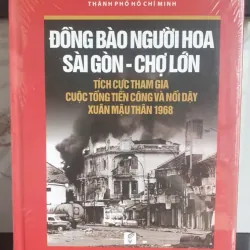 THÀNH PHỐ HỒ CHÍ MINH
ĐỒNG BÀO NGƯỜI HOA
SÀI GÒN - CHỢ LỚN
TÍCH CỰC THAM GIA
CUỘC TỔNG TIẾN CÔNG VÀ NỔI DẬY
XUÂN MẬU THÂN 1968